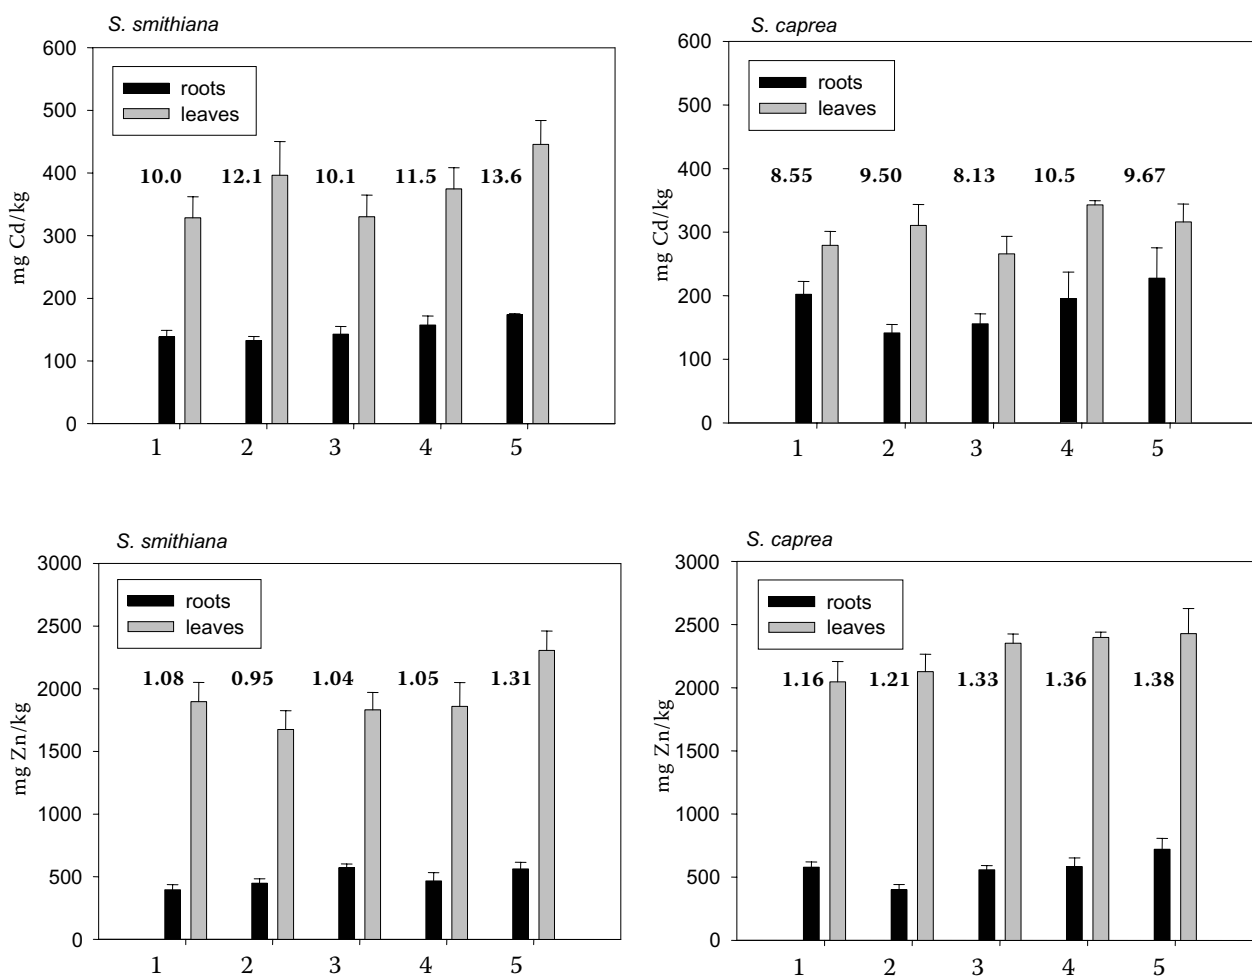 S. smithiana
600
500
400
300
200
100
0
mg Cd/kg
roots
leaves
10.0 12.1 10.1 11.5 13.6
1 2 3 4 5
S. caprea
600
500
400
300
200
100
0
mg Cd/kg
roots
leaves
8.55 9.50 8.13 10.5 9.67
1 2 3 4 5
S. smithiana
3000
2500
2000
1500
1000
500
0
mg Zn/kg
roots
leaves
1.08 0.95 1.04 1.05 1.31
1 2 3 4 5
S. caprea
3000
2500
2000
1500
1000
500
0
mg Zn/kg
roots
leaves
1.16 1.21 1.33 1.36 1.38
1 2 3 4 5